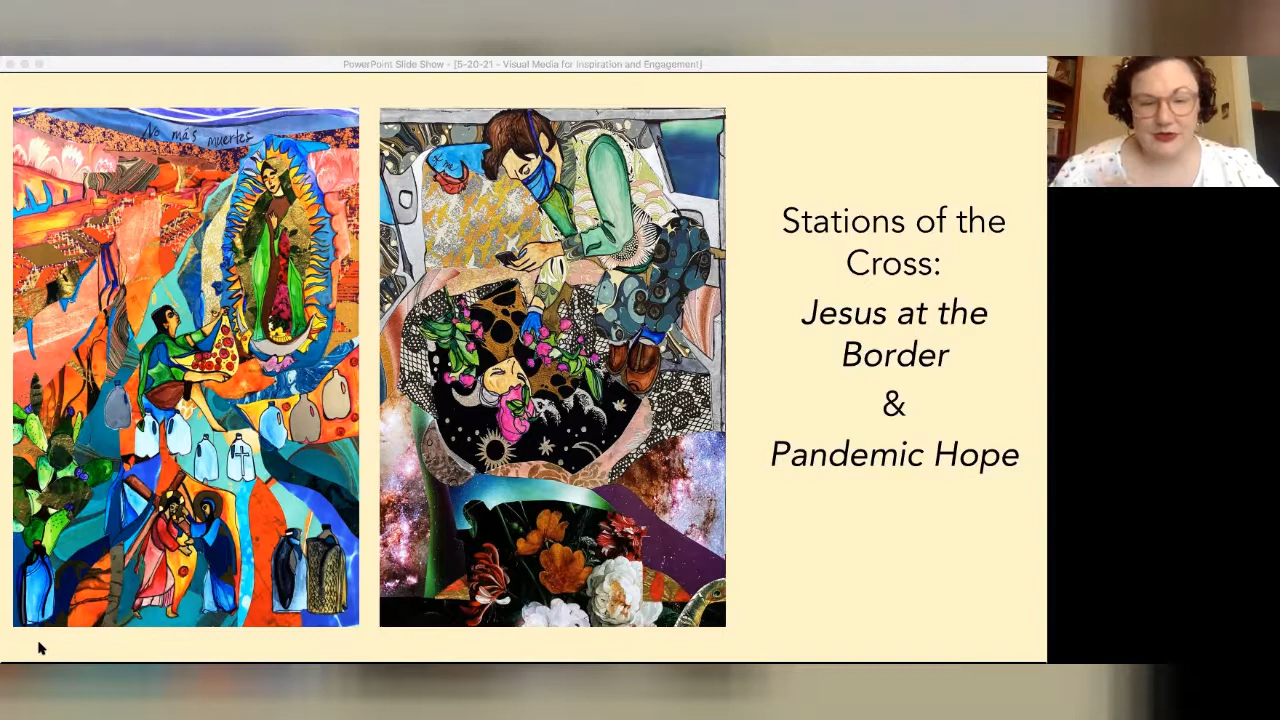 PowerPoint Slide Show - [5-20-21 - Visual Media for Inspiration and Engagement]
No más muertes
Stations of the
Cross:
Jesus at the
Border
&
Pandemic Hope